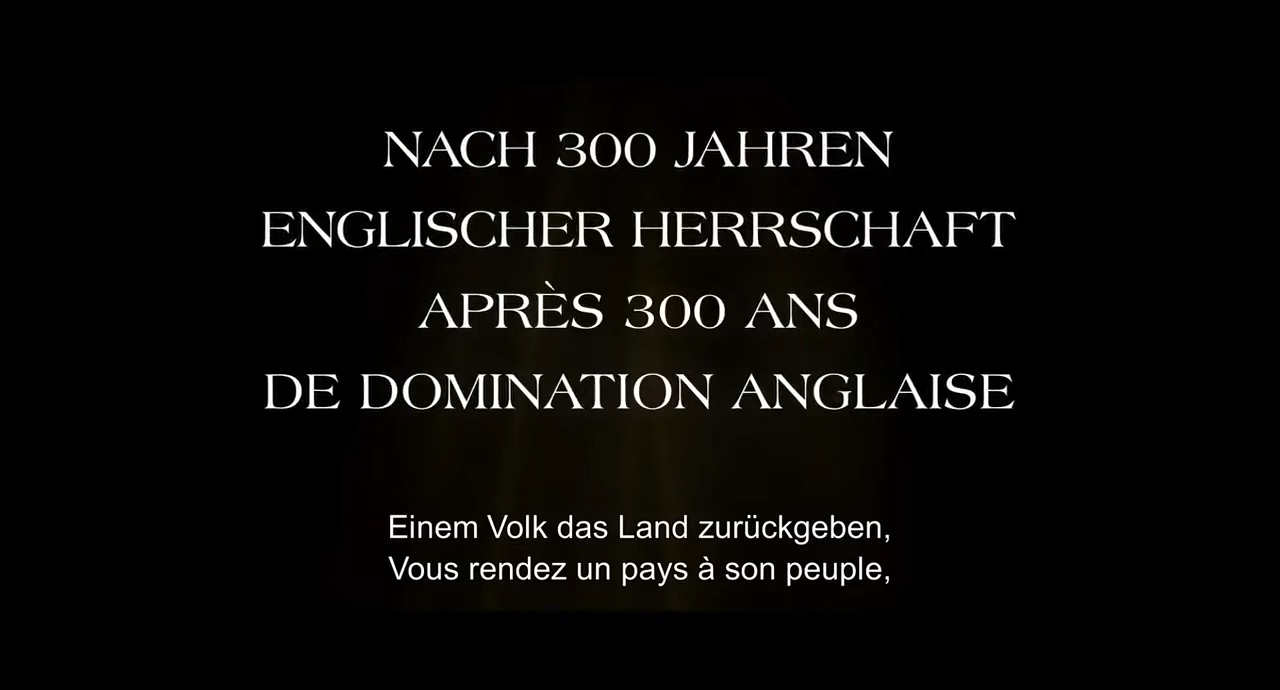 NACH 300 JAHREN
ENGLISCHER HERRSCHAFT
APRÈS 300 ANS
DE DOMINATION ANGLAISE
Einem Volk das Land zurückgeben,
Vous rendez un pays à son peuple,